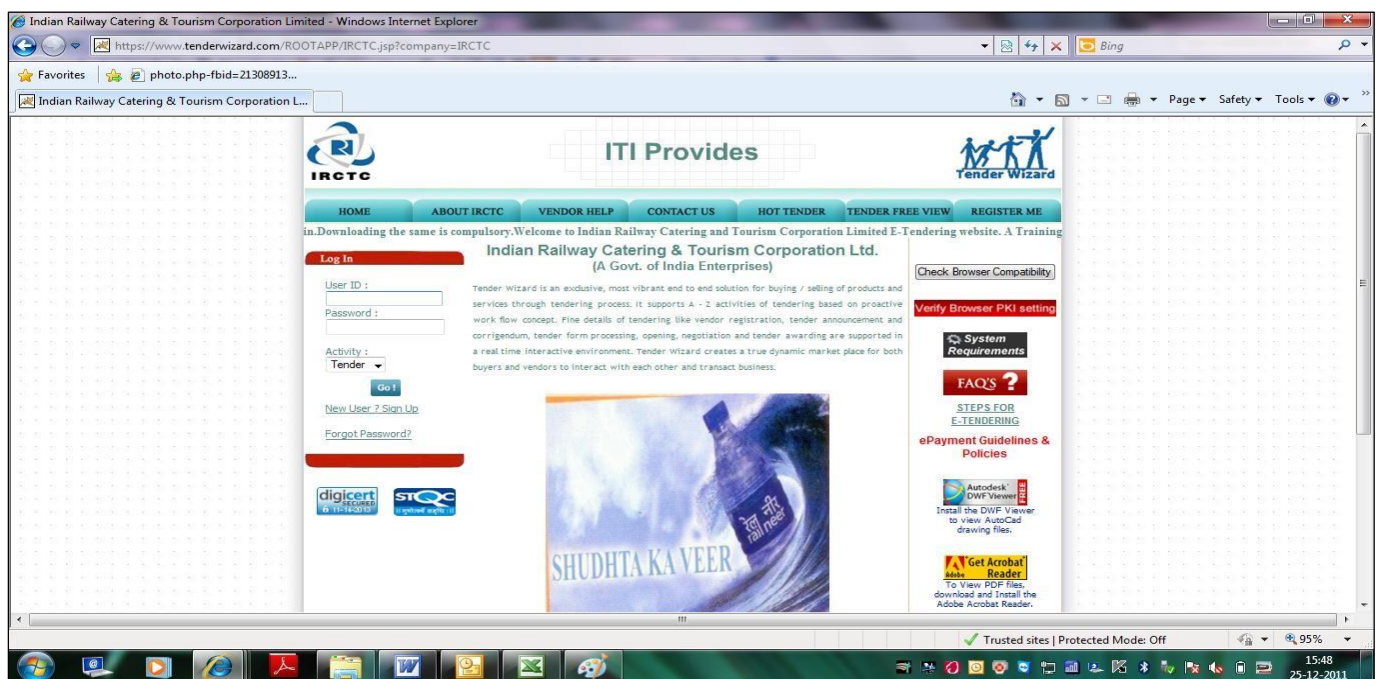 Indian Railway Catering & Tourism Corporation Limited - Windows Internet Explorer
https://www.tenderwizard.com/ROOTAPP/IRCTC.jsp?company=IRCTC
Bing
Favorites
photo.php-fbid=21308913...
Indian Railway Catering & Tourism Corporation L...
Page
Safety
Tools
IRCTC
ITI Provides
Tender Wizard
HOME
ABOUT IRCTC
VENDOR HELP
CONTACT US
HOT TENDER
TENDER FREE VIEW
REGISTER ME
in.Downloading the same is compulsory.Welcome to Indian Railway Catering and Tourism Corporation Limited E-Tendering website. A Training
Log In
User ID :
Password :
Activity :
Tender
Go !
New User ? Sign Up
Forgot Password?
digicert
SECURED
11-14-2013
STQC
Indian Railway Catering & Tourism Corporation Ltd.
(A Govt. of India Enterprises)
Tender Wizard is an exclusive, most vibrant end to end solution for buying / selling of products and
services through tendering process. It supports A - Z activities of tendering based on proactive
work flow concept. Fine details of tendering like vendor registration, tender announcement and
corrigendum, tender form processing, opening, negotiation and tender awarding are supported in
a real time interactive environment. Tender Wizard creates a true dynamic market place for both
buyers and vendors to interact with each other and transact business.
रेल नीर
rail neer
SHUDHTA KA VEER
Check Browser Compatibility
Verify Browser PKI setting
System
Requirements
FAQ'S ?
STEPS FOR
E-TENDERING
ePayment Guidelines &
Policies
Autodesk
DWF Viewer
FREE
Install the DWF Viewer
to view AutoCad
drawing files.
Get Acrobat
Reader
Adobe
To View PDF files,
download and Install the
Adobe Acrobat Reader.
Trusted sites | Protected Mode: Off
95%
15:48
25-12-2011